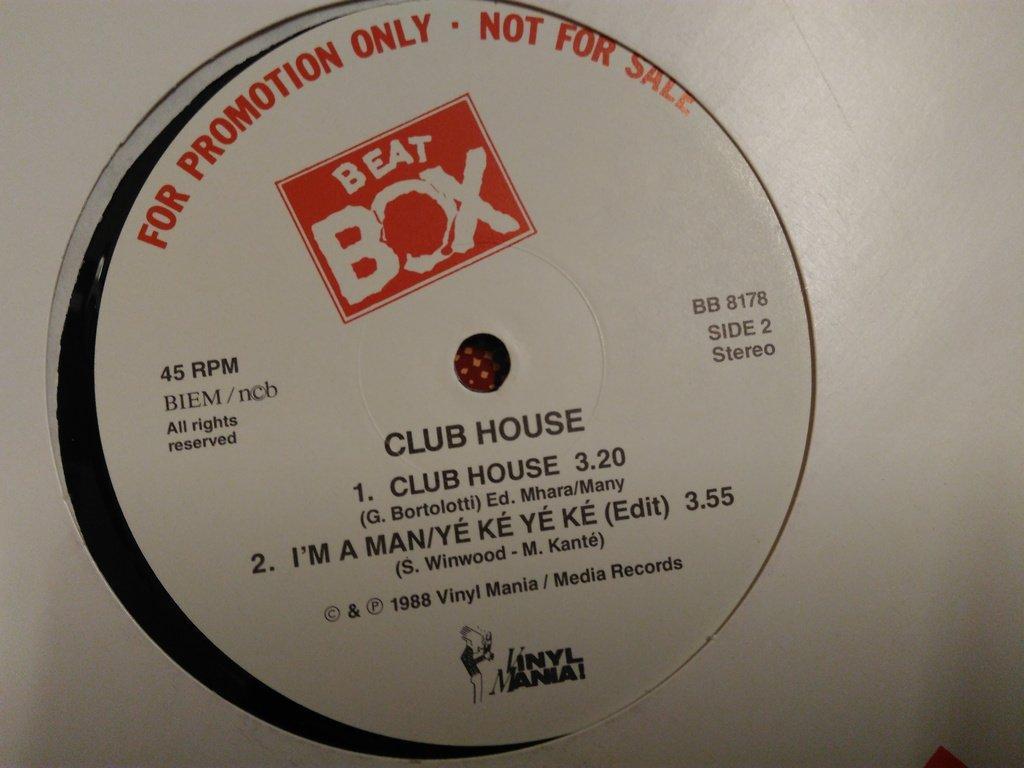 FOR PROMOTION ONLY · NOT FOR SALE
BEAT
BOX
45 RPM
BIEM / n©b
All rights
reserved
BB 8178
SIDE 2
Stereo
CLUB HOUSE
1. CLUB HOUSE 3.20
(G. Bortolotti) Ed. Mhara/Many
2. I'M A MAN/YÉ KÉ YÉ KÉ (Edit) 3.55
(S. Winwood - M. Kanté)
© & ℗ 1988 Vinyl Mania / Media Records
VINYL
MANIA!